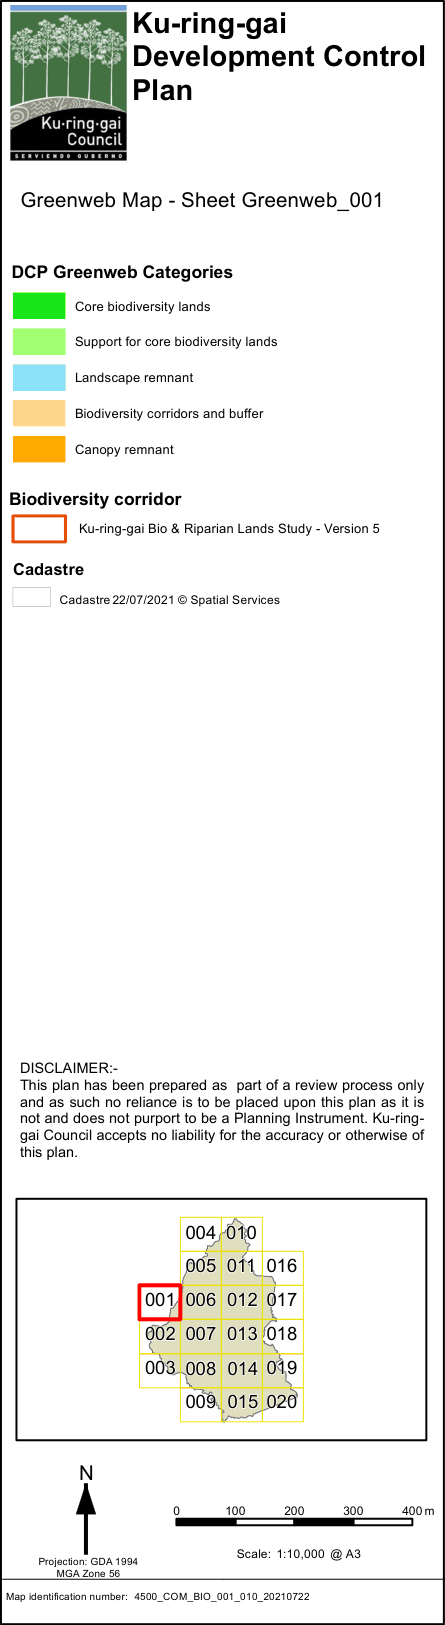 Ku-ring-gai
Development Control
Plan
Ku·ring·gai
Council
SERVIENDO GUBERNO
Greenweb Map - Sheet Greenweb_001
DCP Greenweb Categories
Core biodiversity lands
Support for core biodiversity lands
Landscape remnant
Biodiversity corridors and buffer
Canopy remnant
Biodiversity corridor
Ku-ring-gai Bio & Riparian Lands Study - Version 5
Cadastre
Cadastre 22/07/2021 © Spatial Services
DISCLAIMER:-
This plan has been prepared as part of a review process only
and as such no reliance is to be placed upon this plan as it is
not and does not purport to be a Planning Instrument. Ku-ring-
gai Council accepts no liability for the accuracy or otherwise of
this plan.
004 010
005 011 016
001 006 012 017
002 007 013 018
003 008 014 019
009 015 020
N
0 100 200 300 400 m
Scale: 1:10,000 @ A3
Projection: GDA 1994
MGA Zone 56
Map identification number: 4500_COM_BIO_001_010_20210722